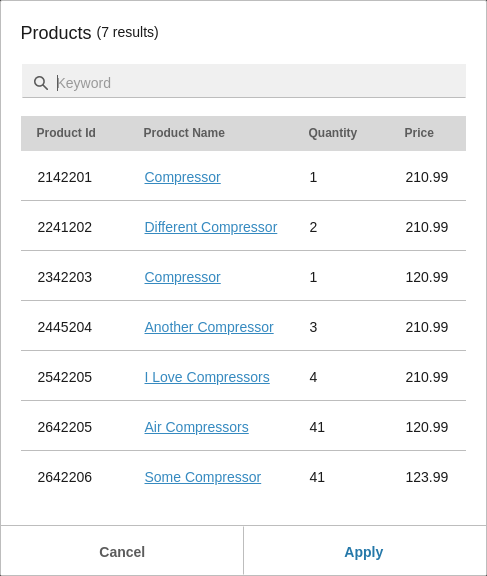 Products (7 results)
Keyword
Product Id Product Name Quantity Price
2142201 Compressor 1 210.99
2241202 Different Compressor 2 210.99
2342203 Compressor 1 120.99
2445204 Another Compressor 3 210.99
2542205 I Love Compressors 4 210.99
2642205 Air Compressors 41 120.99
2642206 Some Compressor 41 123.99
Cancel Apply